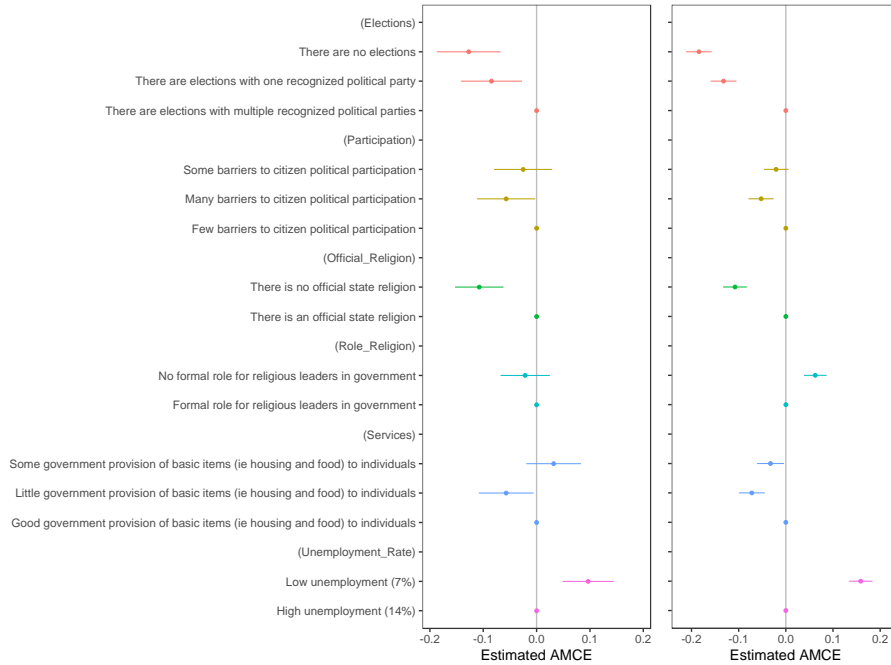 (Elections)
There are no elections
There are elections with one recognized political party
There are elections with multiple recognized political parties
(Participation)
Some barriers to citizen political participation
Many barriers to citizen political participation
Few barriers to citizen political participation
(Official_Religion)
There is no official state religion
There is an official state religion
(Role_Religion)
No formal role for religious leaders in government
Formal role for religious leaders in government
(Services)
Some government provision of basic items (ie housing and food) to individuals
Little government provision of basic items (ie housing and food) to individuals
Good government provision of basic items (ie housing and food) to individuals
(Unemployment_Rate)
Low unemployment (7%)
High unemployment (14%)
-0.2 -0.1 0.0 0.1 0.2 -0.2 -0.1 0.0 0.1 0.2
Estimated AMCE Estimated AMCE